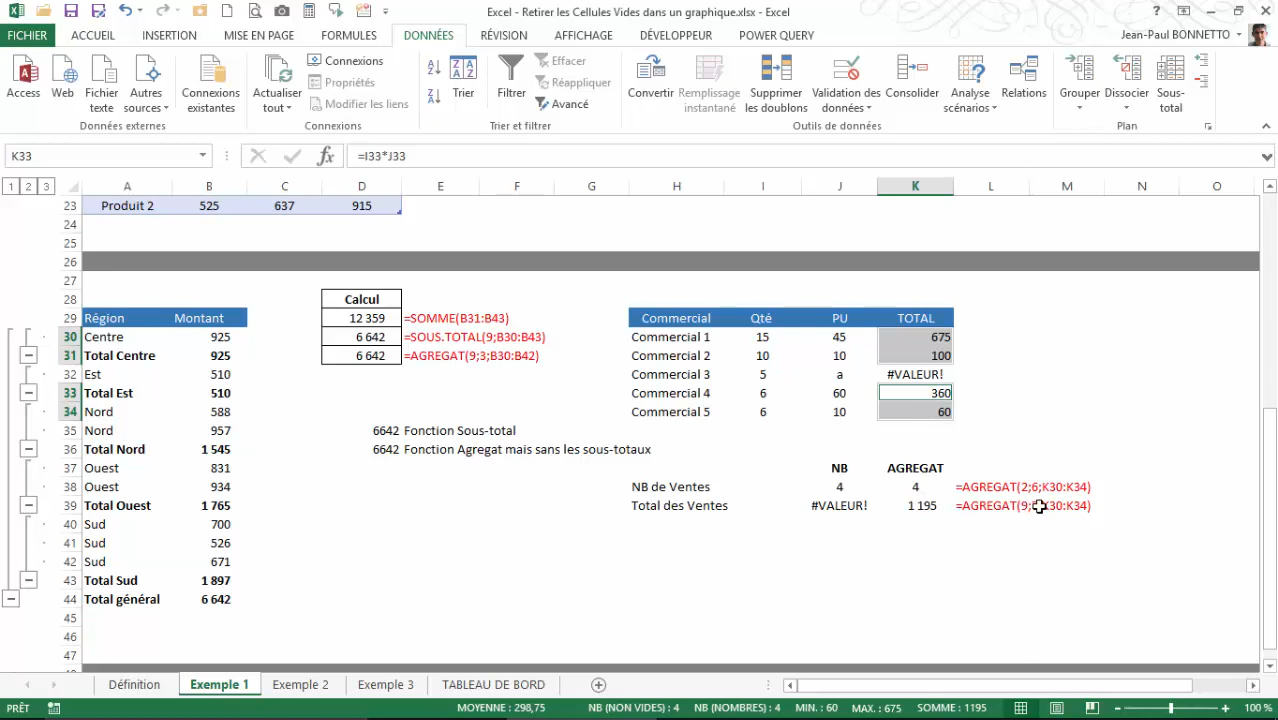 Excel - Retirer les Cellules Vides dans un graphique.xlsx - Excel
FICHIER ACCUEIL INSERTION MISE EN PAGE FORMULES DONNÉES RÉVISION AFFICHAGE DÉVELOPPEUR POWER QUERY Jean-Paul BONNETTO
Access Web Fichier texte Autres sources Connexions existantes
Données externes
Actualiser tout Connexions Propriétés Modifier les liens
Connexions
Trier Filtrer Effacer Réappliquer Avancé
Trier et filtrer
Convertir Remplissage instantané Supprimer les doublons Validation des données Consolider Analyse scénarios Relations
Outils de données
Grouper Dissocier Sous-total
Plan
K33 fx =I33*J33
1 2 3 A B C D E F G H I J K L M N O
23 Produit 2 525 637 915
24
25
26
27
28 Calcul
29 Région Montant 12 359 =SOMME(B31:B43) Commercial Qté PU TOTAL
30 Centre 925 6 642 =SOUS.TOTAL(9;B30:B43) Commercial 1 15 45 675
31 Total Centre 925 6 642 =AGREGAT(9;3;B30:B42) Commercial 2 10 10 100
32 Est 510 Commercial 3 5 a #VALEUR!
33 Total Est 510 Commercial 4 6 60 360
34 Nord 588 Commercial 5 6 10 60
35 Nord 957 6642 Fonction Sous-total
36 Total Nord 1 545 6642 Fonction Agregat mais sans les sous-totaux
37 Ouest 831 NB AGREGAT
38 Ouest 934 NB de Ventes 4 4 =AGREGAT(2;6;K30:K34)
39 Total Ouest 1 765 Total des Ventes #VALEUR! 1 195 =AGREGAT(9; K30:K34)
40 Sud 700
41 Sud 526
42 Sud 671
43 Total Sud 1 897
44 Total général 6 642
45
46
47
Définition Exemple 1 Exemple 2 Exemple 3 TABLEAU DE BORD
PRÊT MOYENNE : 298,75 NB (NON VIDES) : 4 NB (NOMBRES) : 4 MIN. : 60 MAX. : 675 SOMME : 1195 100 %